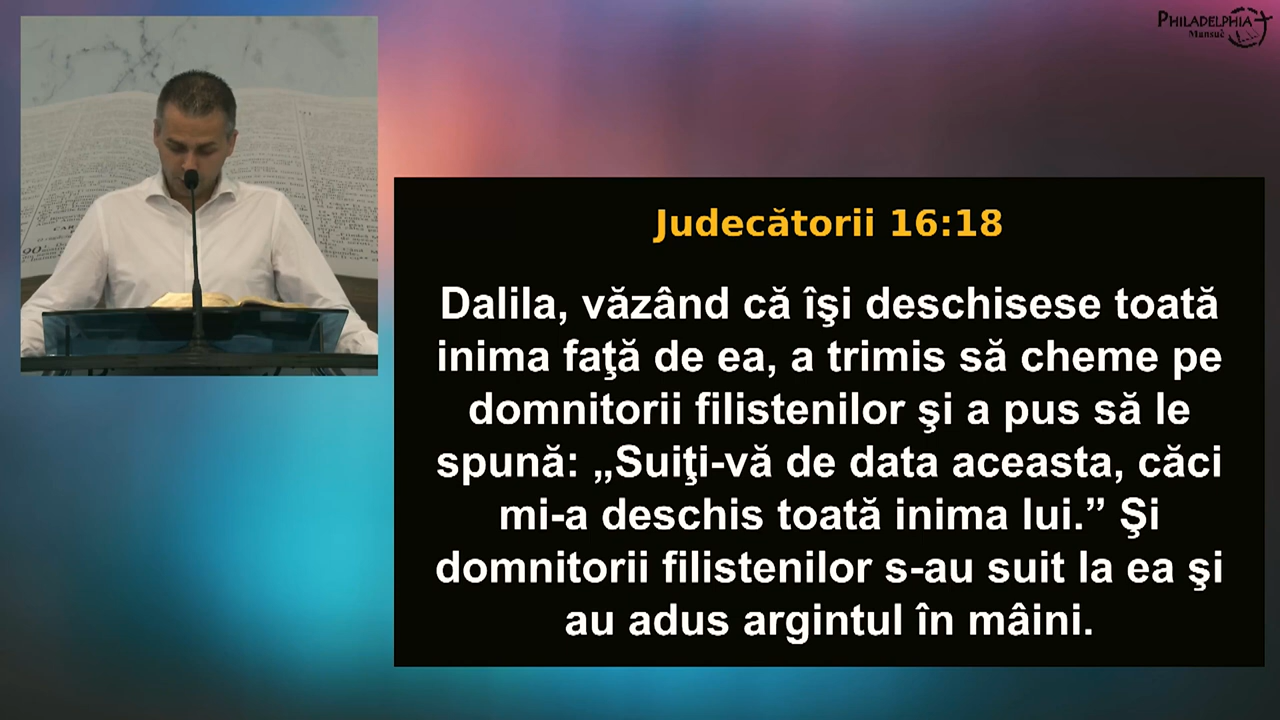 PHILADELPHIA
Mansuè
Judecătorii 16:18
Dalila, văzând că îşi deschisese toată
inima faţă de ea, a trimis să cheme pe
domnitorii filistenilor şi a pus să le
spună: „Suiţi-vă de data aceasta, căci
mi-a deschis toată inima lui.” Şi
domnitorii filistenilor s-au suit la ea şi
au adus argintul în mâini.